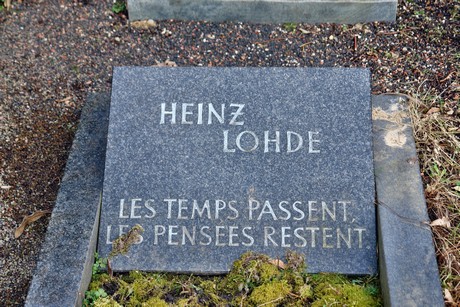 HEINZ
LOHDE
LES TEMPS PASSENT,
LES PENSEES RESTENT.